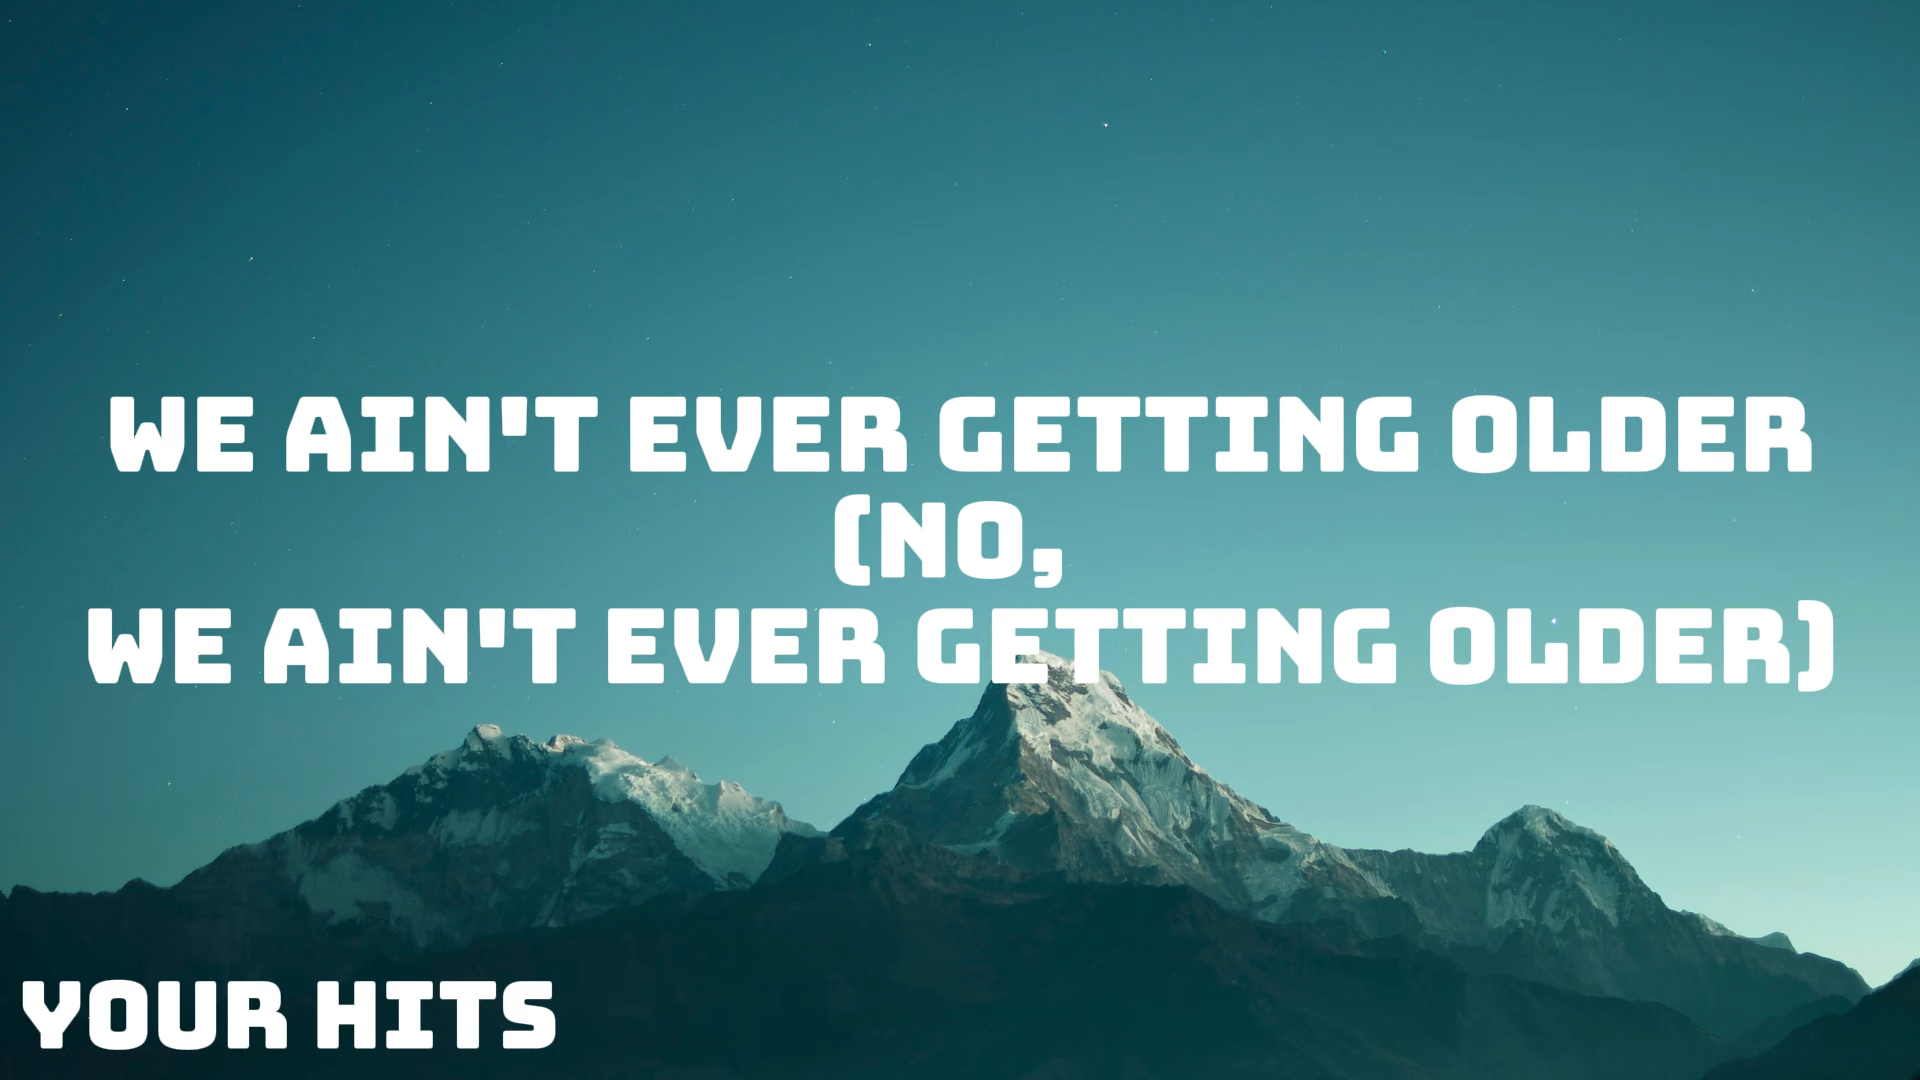 WE AIN'T EVER GETTING OLDER
(NO,
WE AIN'T EVER GETTING OLDER)
YOUR HITS